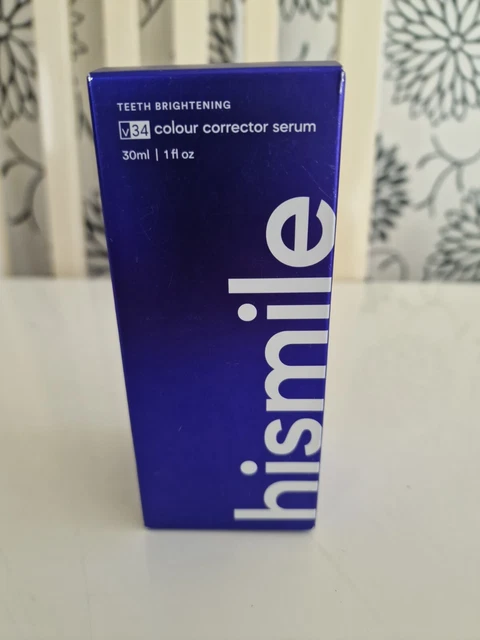 TEETH BRIGHTENING
v34 colour corrector serum
30ml | 1 fl oz
hismile